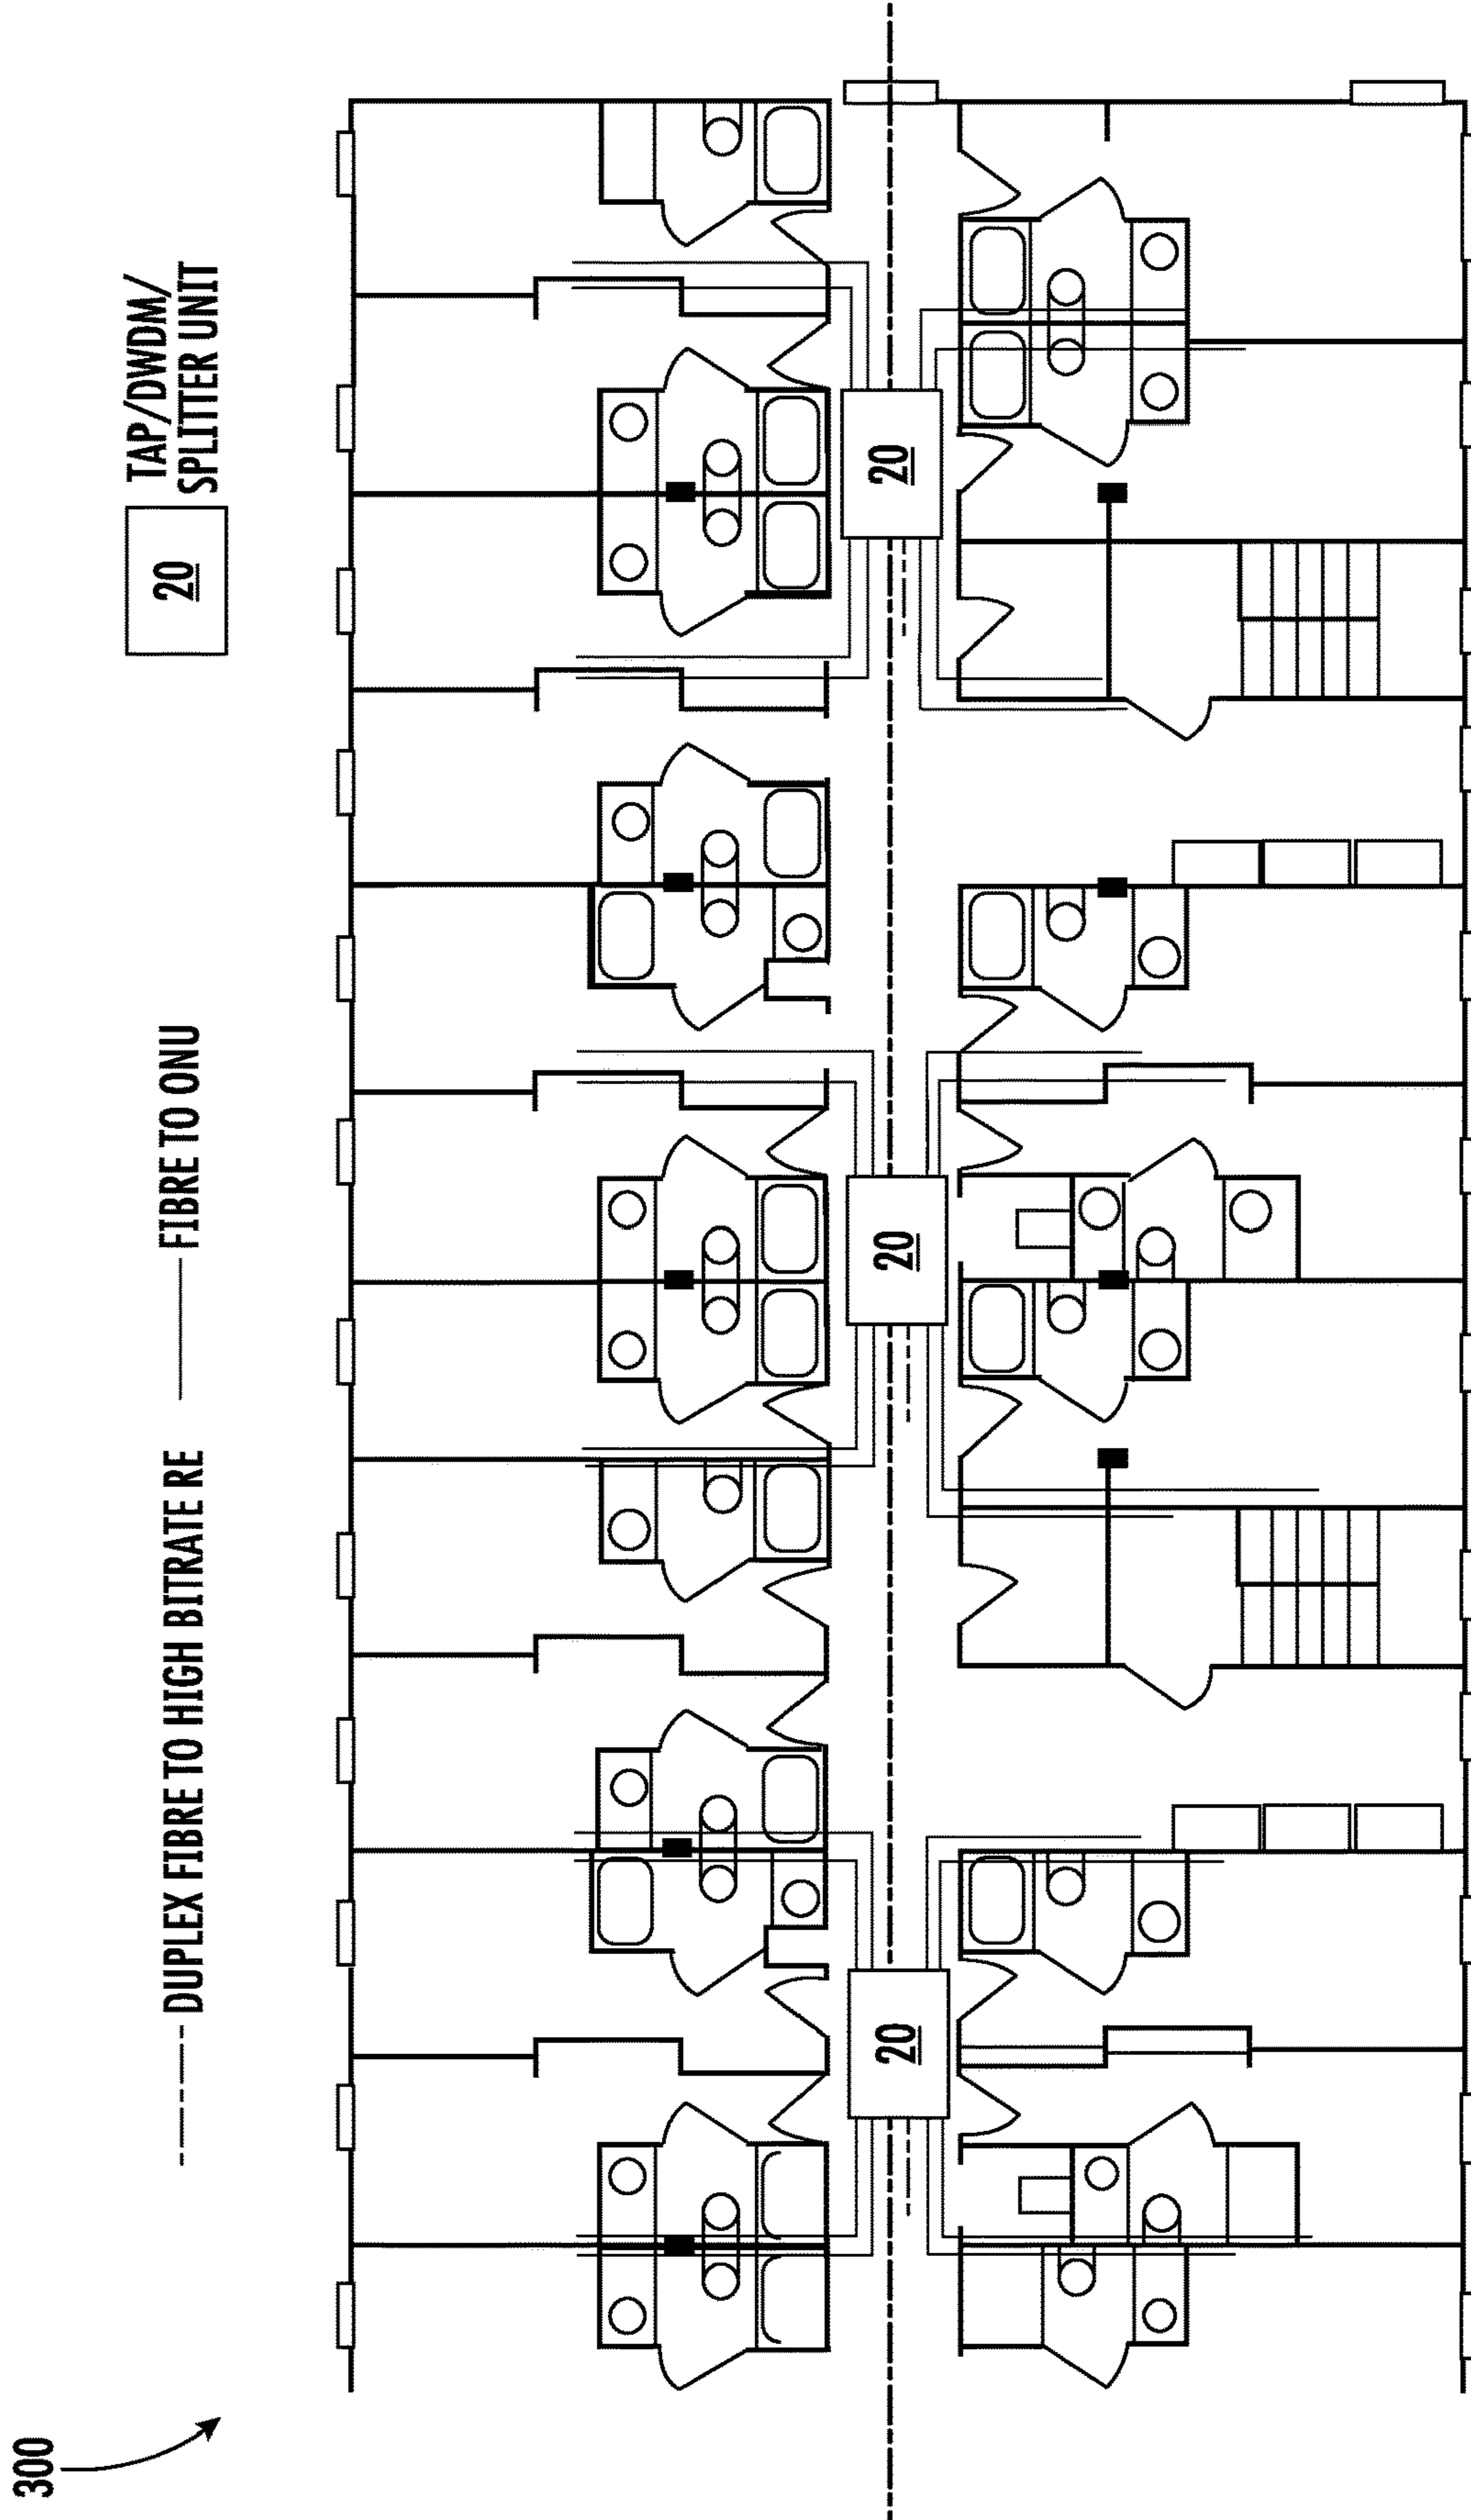 300
DUPLEX FIBRE TO HIGH BITRATE RE
FIBRE TO ONU
20
TAP/DWDM/
SPLITTER UNIT
20
20
20